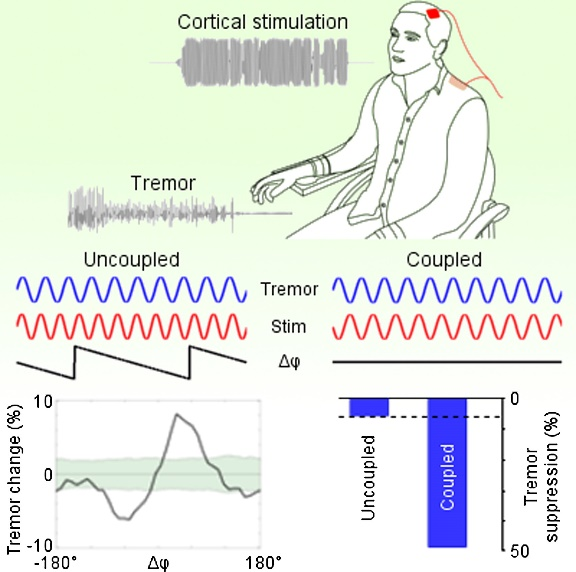 Cortical stimulation
Tremor
Uncoupled
Coupled
Tremor
Stim
Δφ
Tremor change (%)
10
0
-10
-180°
Δφ
180°
Uncoupled
Coupled
0
50
Tremor
suppression (%)